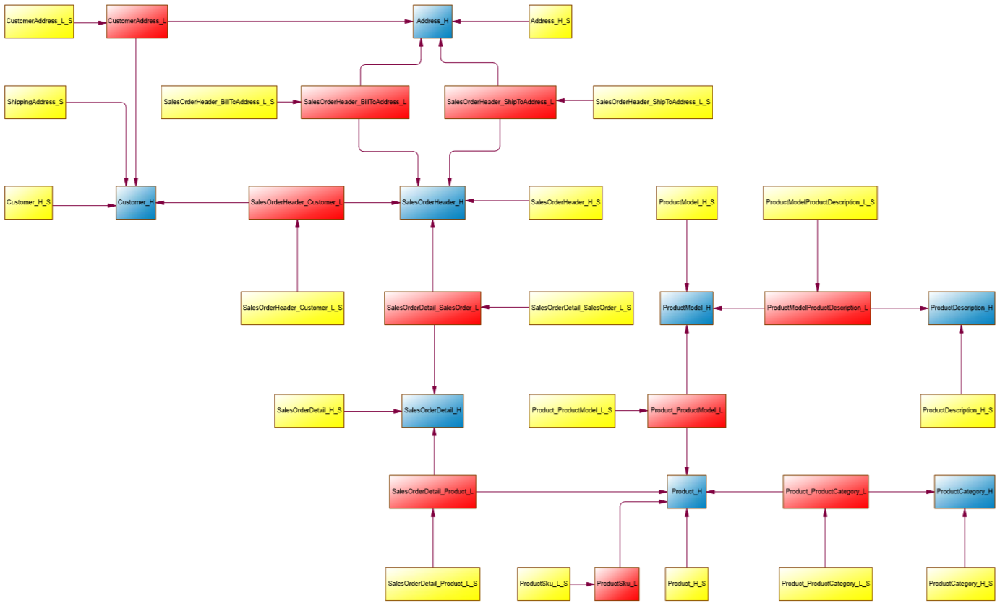 CustomerAddress_L_S
CustomerAddress_L
Address_H
Address_H_S
ShippingAddress_S
SalesOrderHeader_BillToAddress_L_S
SalesOrderHeader_BillToAddress_L
SalesOrderHeader_ShipToAddress_L
SalesOrderHeader_ShipToAddress_L_S
Customer_H_S
Customer_H
SalesOrderHeader_Customer_L
SalesOrderHeader_H
SalesOrderHeader_H_S
ProductModel_H_S
ProductModelProductDescription_L_S
SalesOrderHeader_Customer_L_S
SalesOrderDetail_SalesOrder_L
SalesOrderDetail_SalesOrder_L_S
ProductModel_H
ProductModelProductDescription_L
ProductDescription_H
SalesOrderDetail_H_S
SalesOrderDetail_H
Product_ProductModel_L_S
Product_ProductModel_L
ProductDescription_H_S
SalesOrderDetail_Product_L
Product_H
Product_ProductCategory_L
ProductCategory_H
SalesOrderDetail_Product_L_S
ProductSku_L_S
ProductSku_L
Product_H_S
Product_ProductCategory_L_S
ProductCategory_H_S